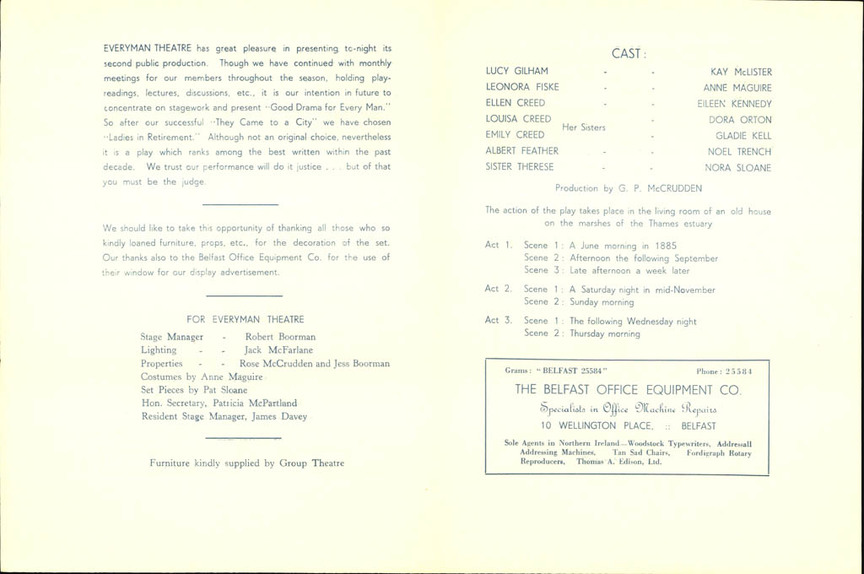 EVERYMAN THEATRE has great pleasure in presenting to-night its
second public production. Though we have continued with monthly
meetings for our members throughout the season, holding play-
readings, lectures, discussions, etc., it is our intention in future to
concentrate on stagework and present "Good Drama for Every Man."
So after our successful "They Came to a City" we have chosen
"Ladies in Retirement." Although not an original choice, nevertheless
it is a play which ranks among the best written within the past
decade. We trust our performance will do it justice . . . but of that
you must be the judge.
We should like to take this opportunity of thanking all those who so
kindly loaned furniture, props, etc., for the decoration of the set.
Our thanks also to the Belfast Office Equipment Co. for the use of
their window for our display advertisement.
FOR EVERYMAN THEATRE
Stage Manager - Robert Boorman
Lighting - - Jack McFarlane
Properties - - Rose McCrudden and Jess Boorman
Costumes by Anne Maguire
Set Pieces by Pat Sloane
Hon. Secretary, Patricia McPartland
Resident Stage Manager, James Davey
Furniture kindly supplied by Group Theatre
CAST :
LUCY GILHAM - - KAY McLISTER
LEONORA FISKE - - ANNE MAGUIRE
ELLEN CREED - - EILEEN KENNEDY
LOUISA CREED - DORA ORTON
Her Sisters
EMILY CREED - GLADIE KELL
ALBERT FEATHER - - NOEL TRENCH
SISTER THERESE - - NORA SLOANE
Production by G. P. McCRUDDEN
The action of the play takes place in the living room of an old house
on the marshes of the Thames estuary
Act 1. Scene 1 : A June morning in 1885
Scene 2 : Afternoon the following September
Scene 3 : Late afternoon a week later
Act 2. Scene 1 : A Saturday night in mid-November
Scene 2 : Sunday morning
Act 3. Scene 1 : The following Wednesday night
Scene 2 : Thursday morning
Grams : "BELFAST 25584" Phone : 25584
THE BELFAST OFFICE EQUIPMENT CO.
Specialists in Office Machine Repairs
10 WELLINGTON PLACE, :: BELFAST
Sole Agents in Northern Ireland—Woodstock Typewriters, Addressall
Addressing Machines, Tan Sad Chairs, Fordigraph Rotary
Reproducers, Thomas A. Edison, Ltd.